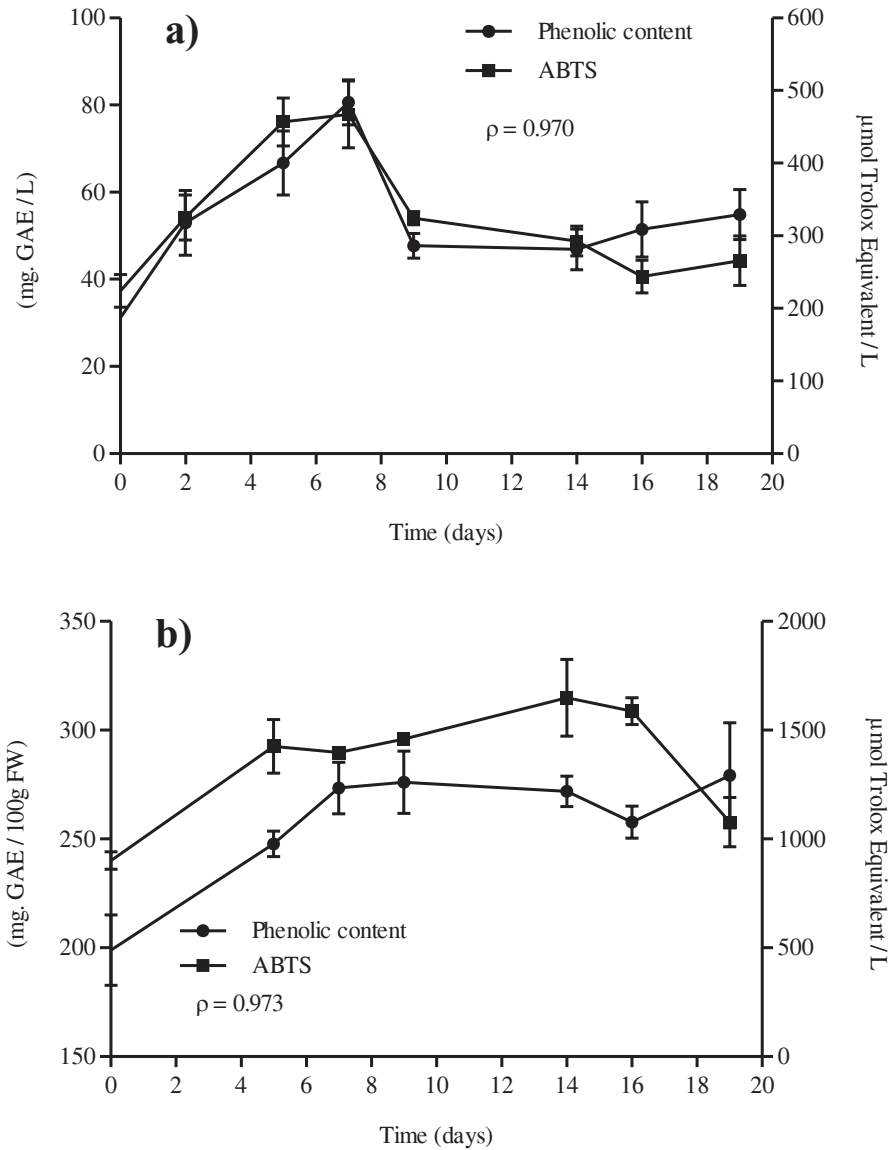 a)
Phenolic content
ABTS
ρ = 0.970
100
80
60
40
20
0
(mg. GAE / L)
600
500
400
300
200
100
0
μmol Trolox Equivalent / L
0 2 4 6 8 10 12 14 16 18 20
Time (days)
b)
350
300
250
200
150
(mg. GAE / 100g FW)
2000
1500
1000
500
0
μmol Trolox Equivalent / L
Phenolic content
ABTS
ρ = 0.973
0 2 4 6 8 10 12 14 16 18 20
Time (days)